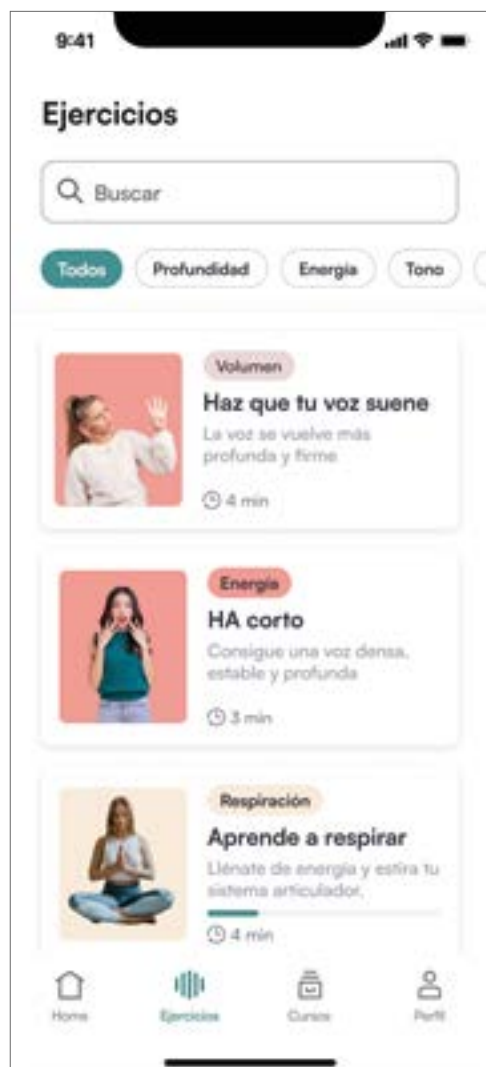 9:41
Ejercicios
Buscar
Todos Profundidad Energía Tono
Volumen
Haz que tu voz suene
La voz se vuelve más
profunda y firme
4 min
Energía
HA corto
Consigue una voz densa,
estable y profunda
3 min
Respiración
Aprende a respirar
Llénate de energía y estira tu
sistema articulador.
4 min
Home Ejercicios Cursos Perfil